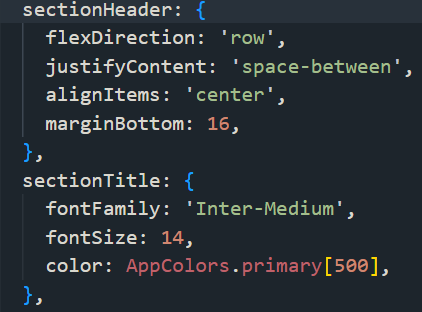 sectionHeader: {
flexDirection: 'row',
justifyContent: 'space-between',
alignItems: 'center',
marginBottom: 16,
},
sectionTitle: {
fontFamily: 'Inter-Medium',
fontSize: 14,
color: AppColors.primary[500],
},